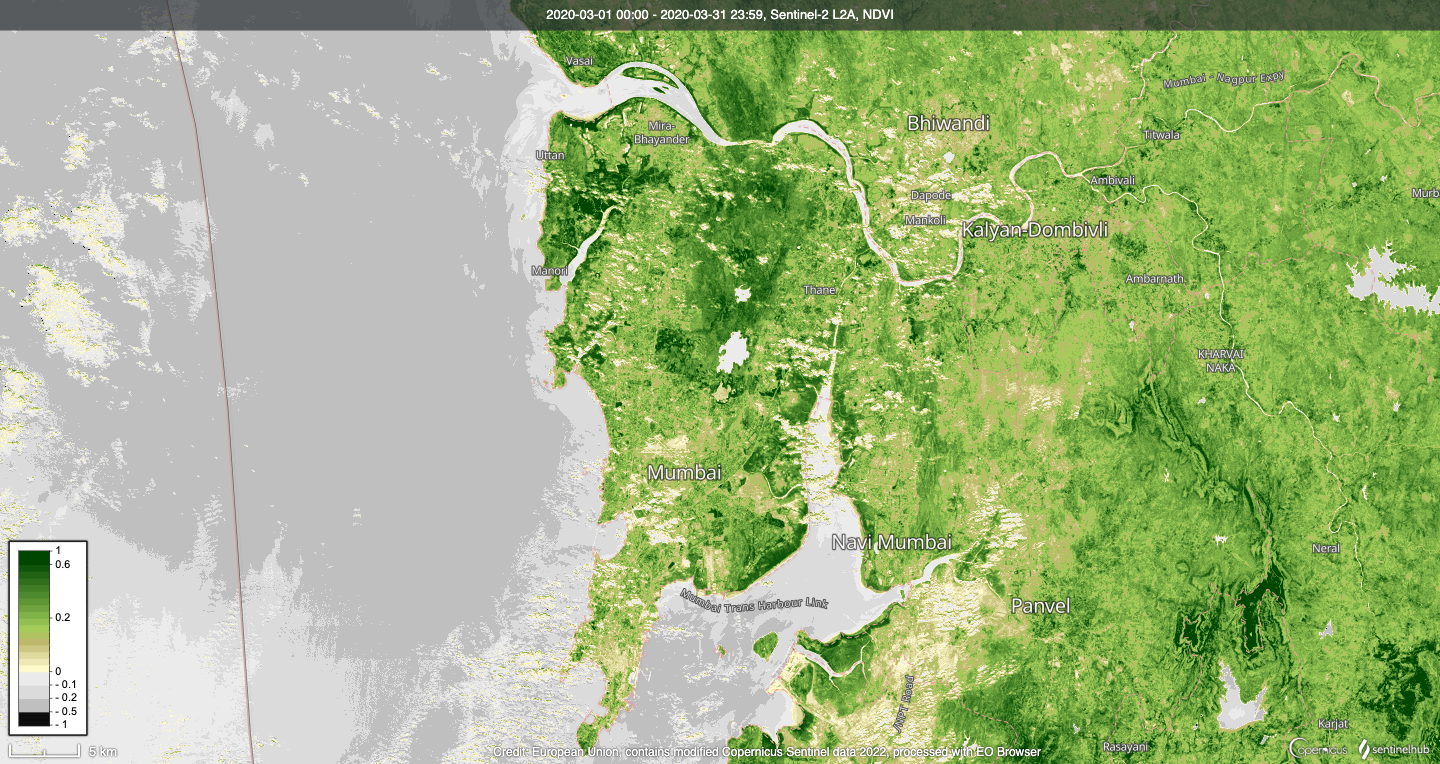 2020-03-01 00:00 - 2020-03-31 23:59, Sentinel-2 L2A, NDVI
Vasai
Mumbai - Nagpur Expy
Mira-
Bhayander
Bhiwandi
Titwala
Uttan
Ambivali
Dapode
Murb
Mankoli
Kalyan-Dombivli
Manori
Thane
Ambarnath
KHARVAI
NAKA
Mumbai
Navi Mumbai
Neral
Mumbai Trans Harbour Link
Panvel
JNPT Road
1
0.6
0.2
0
- 0.1
- 0.2
- 0.5
- 1
Karjat
Rasayani
5 km
Credit: European Union, contains modified Copernicus Sentinel data 2022, processed with EO Browser
opernicus
sentinelhub